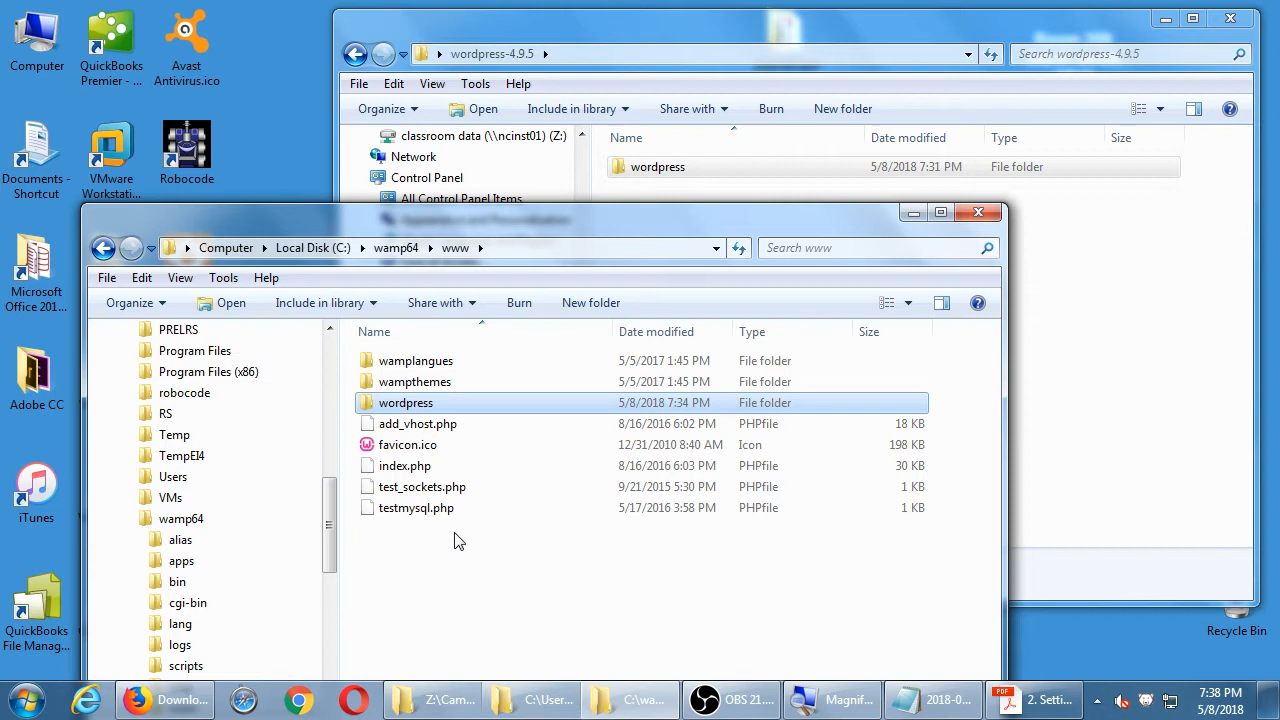 Computer
QuickBooks
Premier - ...
Avast
Antivirus.ico
Documents -
Shortcut
VMware
Workstati...
Robocode
Microsoft
Office 201...
Adobe CC
iTunes
QuickBooks
File Manag...
wordpress-4.9.5
Search wordpress-4.9.5
File Edit View Tools Help
Organize Open Include in library Share with Burn New folder
classroom data (\\ncinst01) (Z:)
Network
Control Panel
All Control Panel Items
Name Date modified Type Size
wordpress 5/8/2018 7:31 PM File folder
Computer Local Disk (C:) wamp64 www
Search www
File Edit View Tools Help
Organize Open Include in library Share with Burn New folder
PRELRS
Program Files
Program Files (x86)
robocode
RS
Temp
TempEI4
Users
VMs
wamp64
alias
apps
bin
cgi-bin
lang
logs
scripts
Name Date modified Type Size
wamplangues 5/5/2017 1:45 PM File folder
wampthemes 5/5/2017 1:45 PM File folder
wordpress 5/8/2018 7:34 PM File folder
add_vhost.php 8/16/2016 6:02 PM PHPfile 18 KB
favicon.ico 12/31/2010 8:40 AM Icon 198 KB
index.php 8/16/2016 6:03 PM PHPfile 30 KB
test_sockets.php 9/21/2015 5:30 PM PHPfile 1 KB
testmysql.php 5/17/2016 3:58 PM PHPfile 1 KB
Recycle Bin
Downlo... Z:\Cam... C:\User... C:\wa... OBS 21.... Magnif... 2018-0... PDF 2. Setti...
7:38 PM
5/8/2018